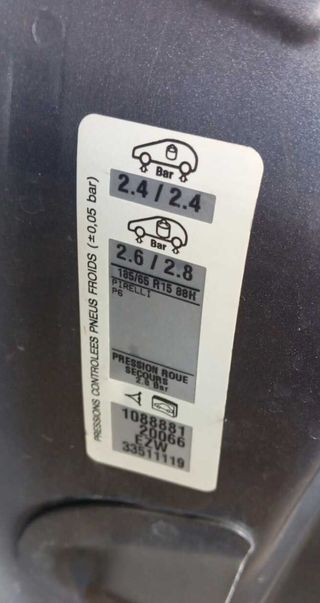 PRESSIONS CONTROLEES PNEUS FROIDS (±0,05 bar)
Bar
2.4 / 2.4
Bar
2.6 / 2.8
185/65 R15 88H
PIRELLI
P6
PRESSION ROUE
SECOURS
2.8 Bar
1088881
20066
EZW
33511119